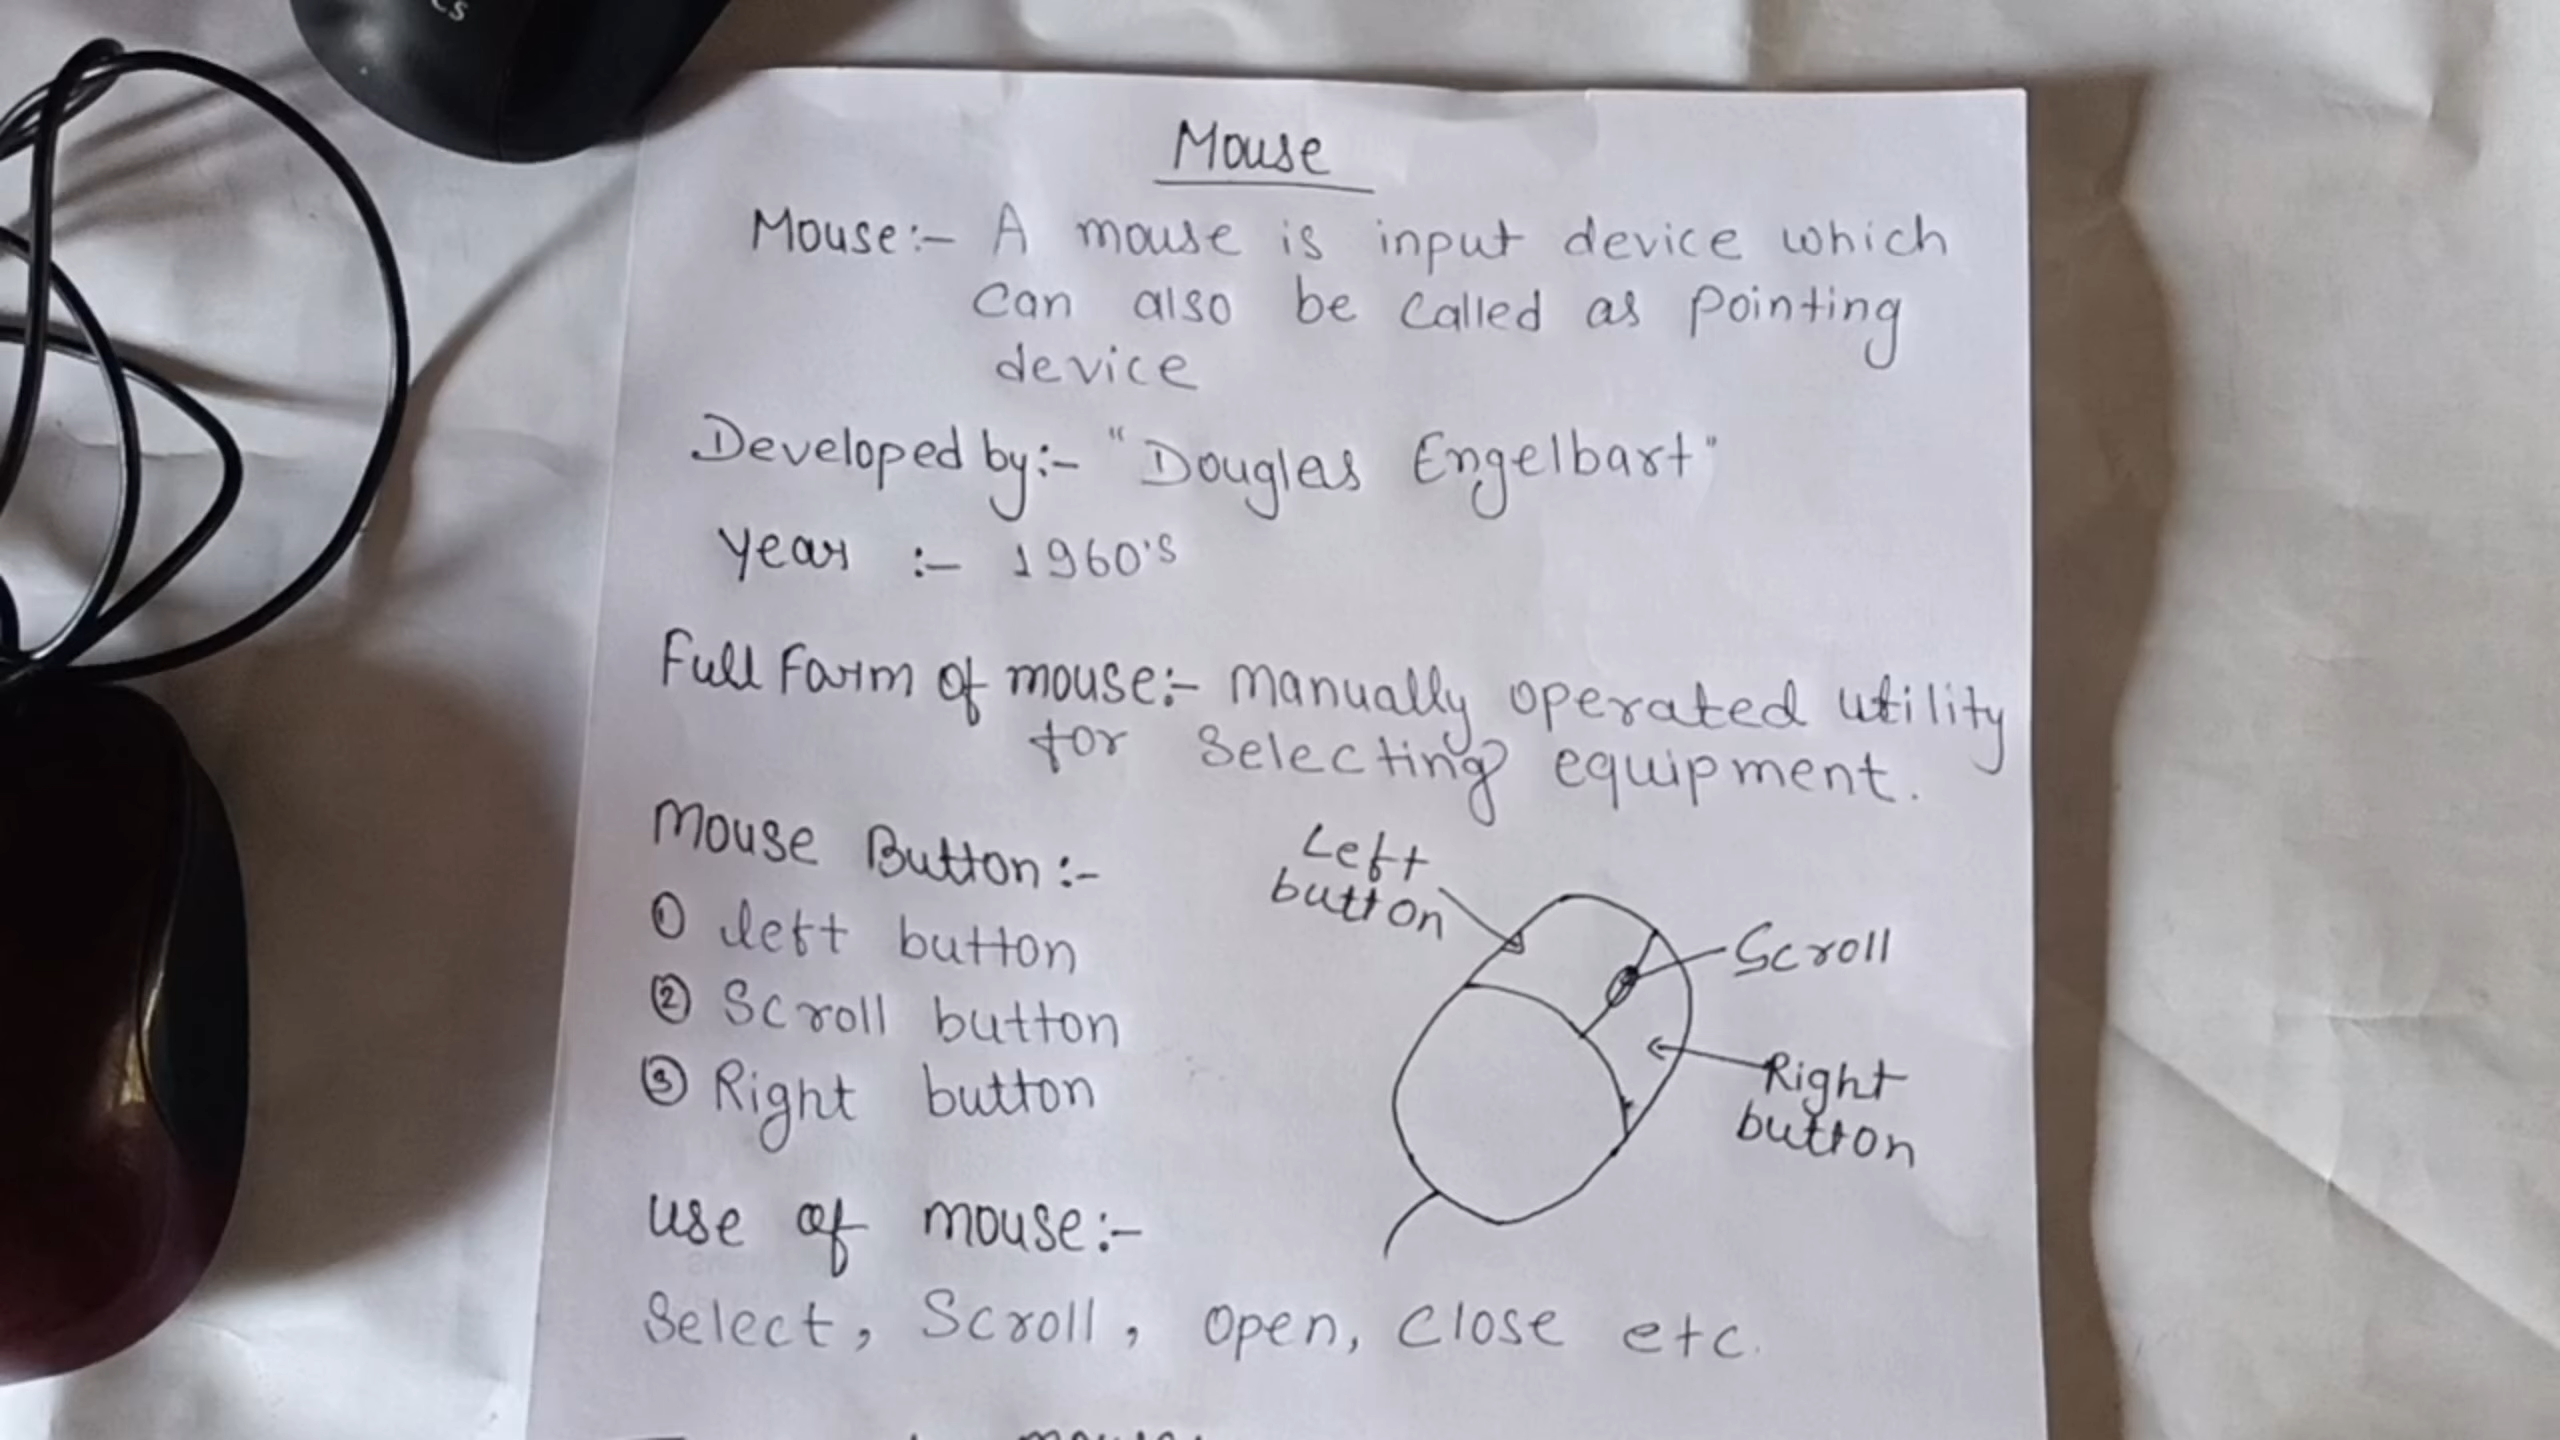 Mouse
Mouse:- A mouse is input device which
can also be called as pointing
device
Developed by:- "Douglas Engelbart"
Year :- 1960's
Full Form of mouse:- manually operated utility
for selecting equipment.
Mouse Button:-
① left button
② Scroll button
③ Right button
Left
button
Scroll
Right
button
use of mouse:-
Select, Scroll, open, close etc.